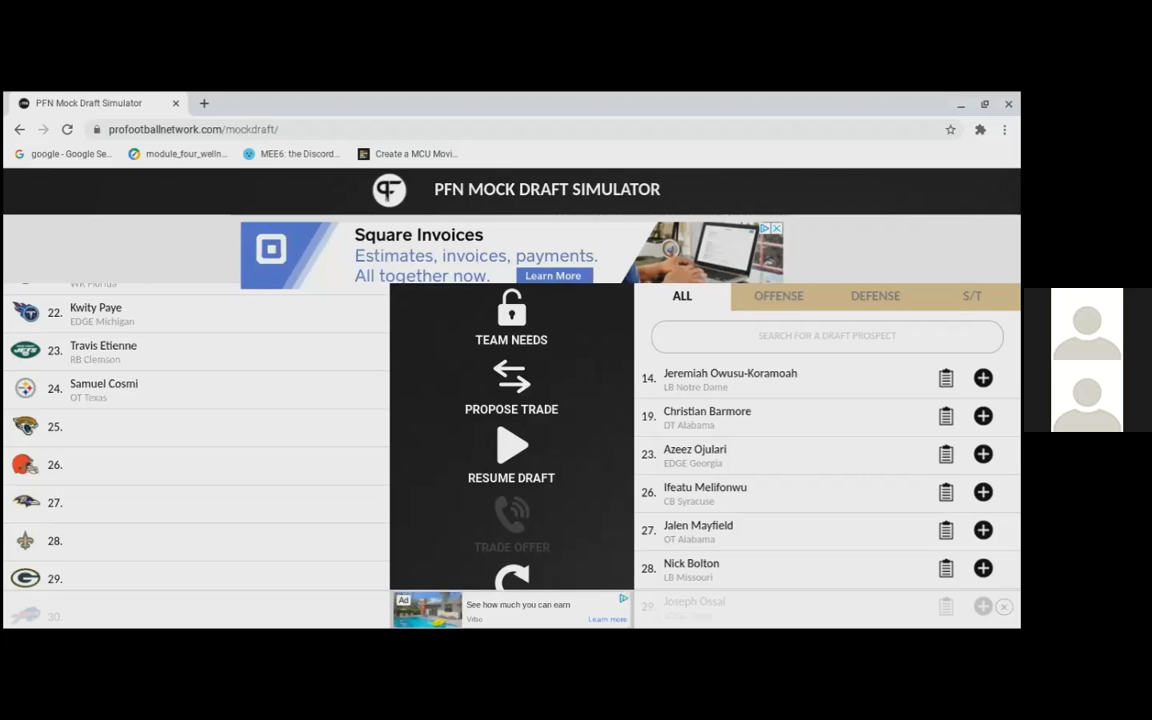 PFN Mock Draft Simulator
profootballnetwork.com/mockdraft/
google - Google Se...
module_four_welln...
MEE6: the Discord...
Create a MCU Movi...
PFN MOCK DRAFT SIMULATOR
Square Invoices
Estimates, invoices, payments.
All together now. Learn More
WR Florida
22. Kwity Paye
EDGE Michigan
23. Travis Etienne
RB Clemson
24. Samuel Cosmi
OT Texas
25.
26.
27.
28.
29.
30.
TEAM NEEDS
PROPOSE TRADE
RESUME DRAFT
TRADE OFFER
Ad
See how much you can earn
Vrbo
Learn more
ALL OFFENSE DEFENSE S/T
SEARCH FOR A DRAFT PROSPECT
14. Jeremiah Owusu-Koramoah
LB Notre Dame
19. Christian Barmore
DT Alabama
23. Azeez Ojulari
EDGE Georgia
26. Ifeatu Melifonwu
CB Syracuse
27. Jalen Mayfield
OT Alabama
28. Nick Bolton
LB Missouri
29. Joseph Ossai